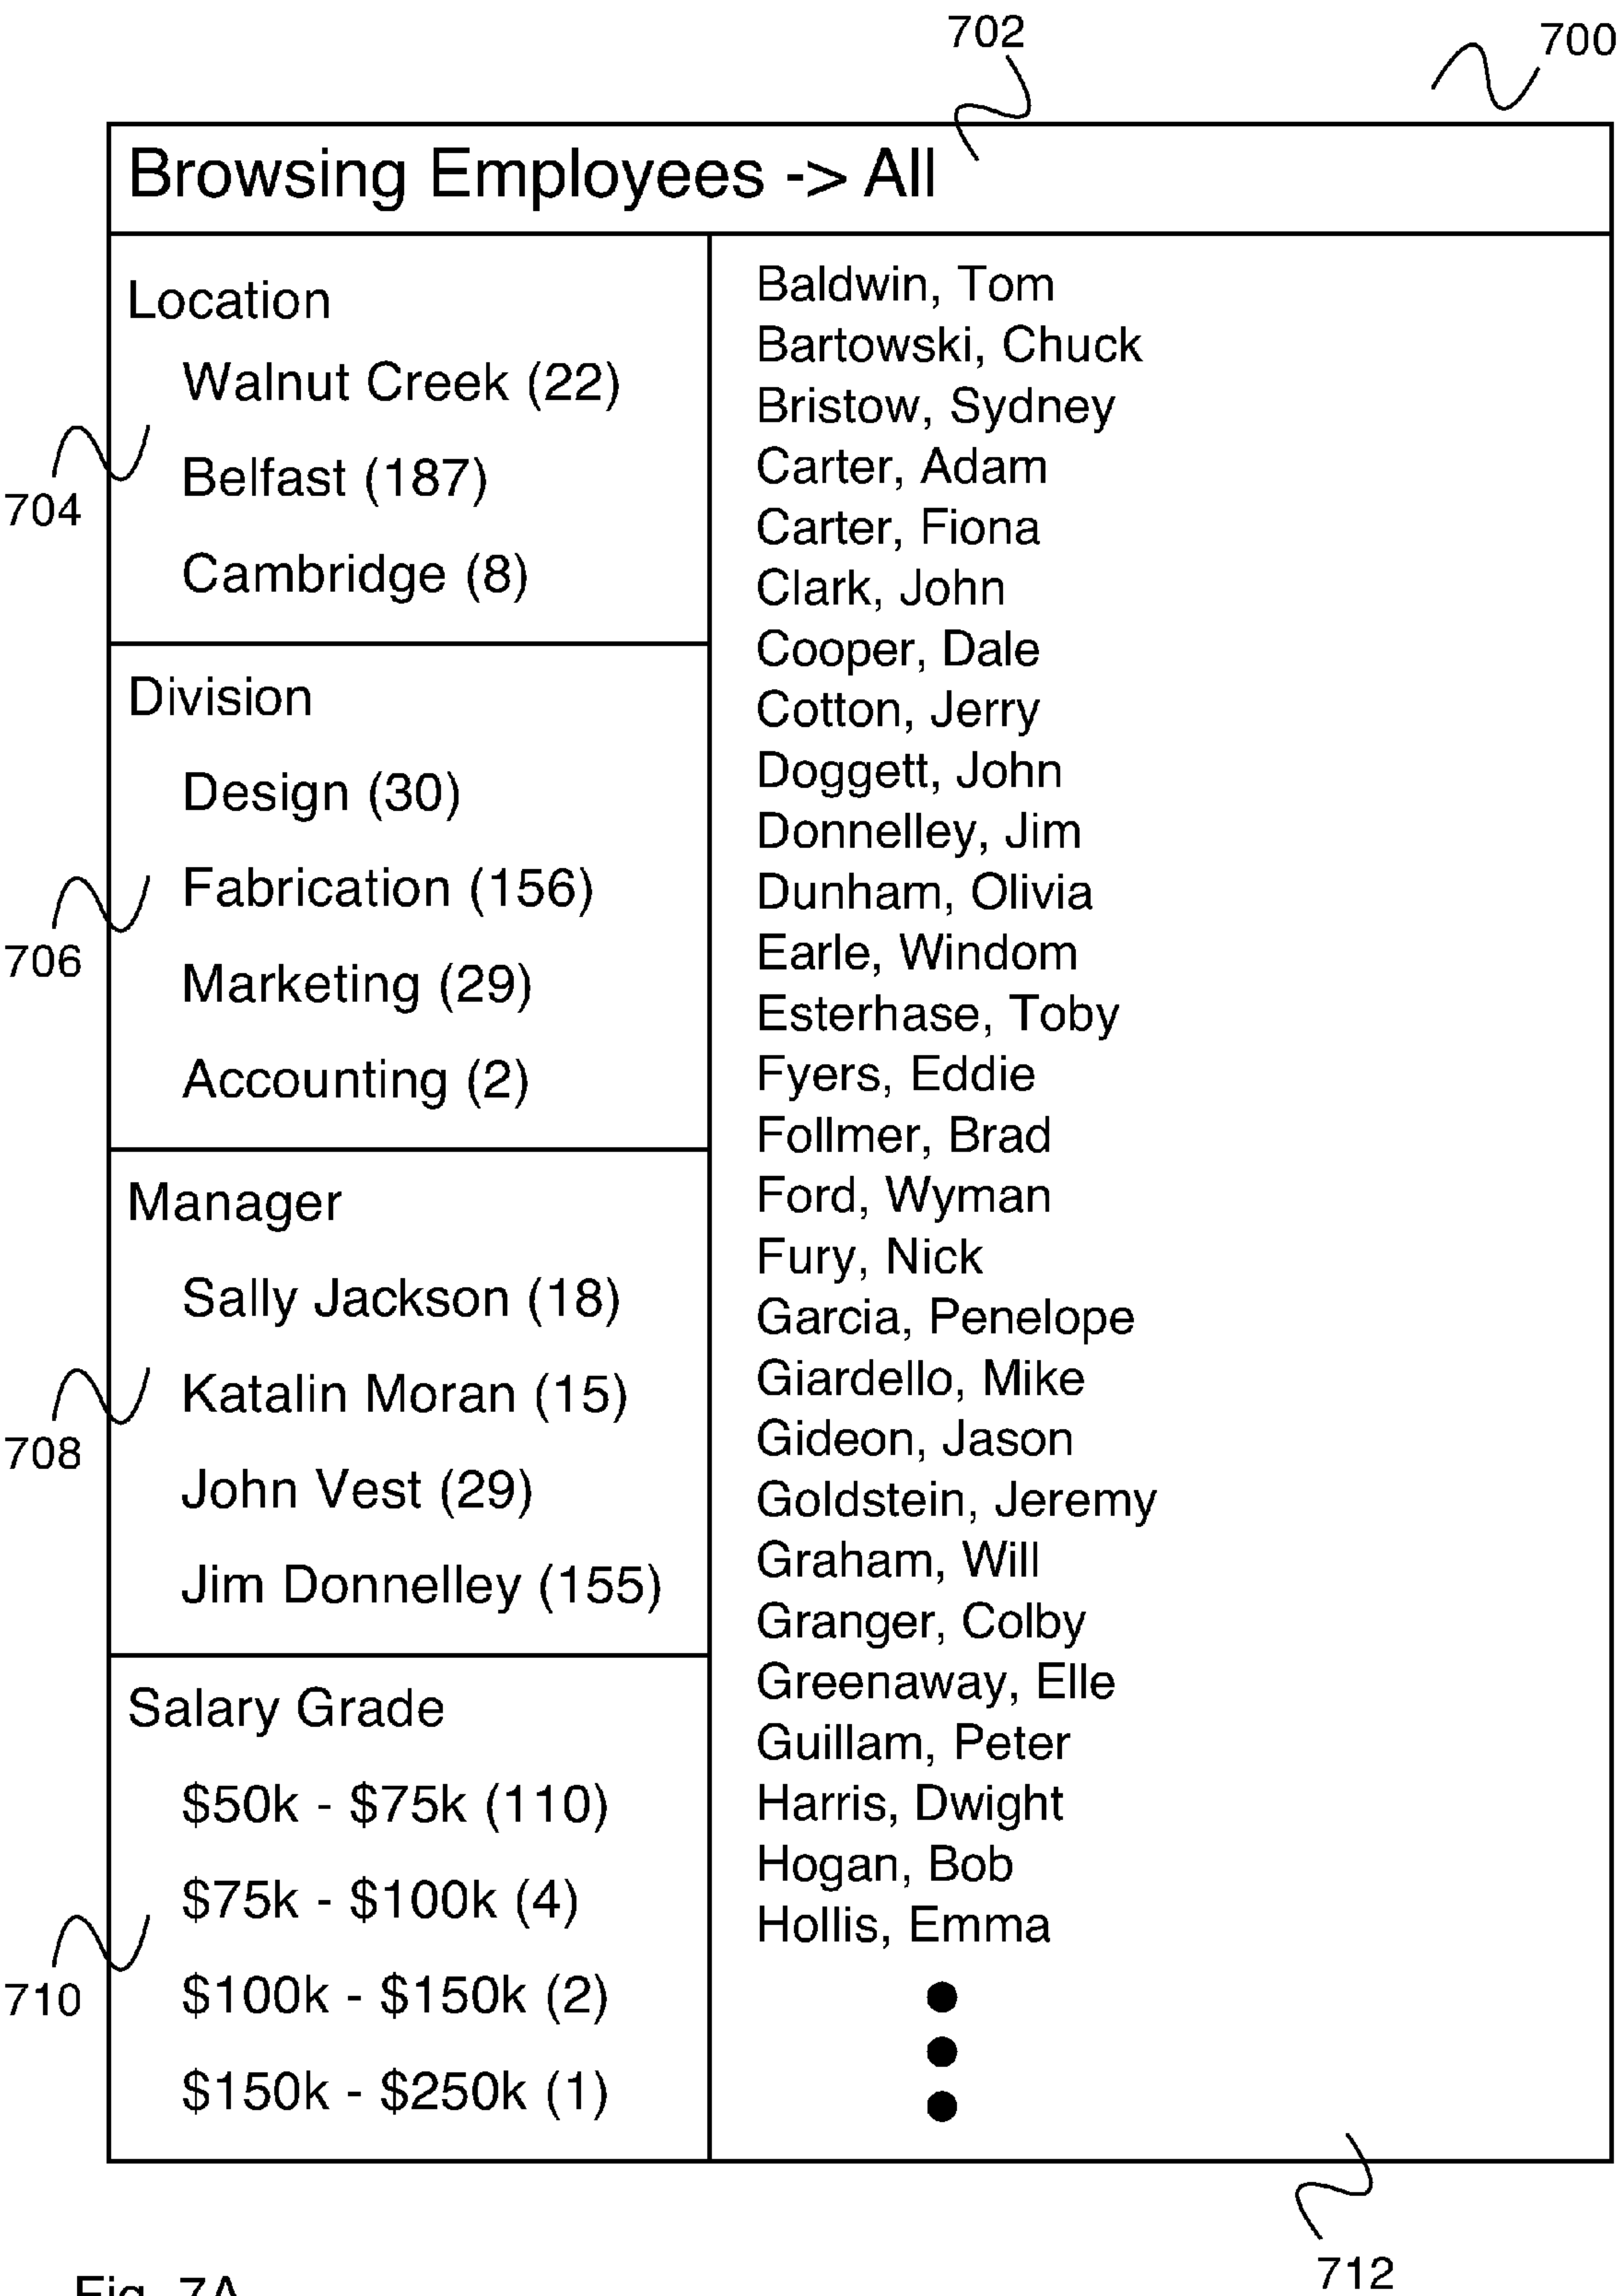 702
700
Browsing Employees -> All
Location
Walnut Creek (22)
Belfast (187)
Cambridge (8)
704
Division
Design (30)
Fabrication (156)
Marketing (29)
Accounting (2)
706
Manager
Sally Jackson (18)
Katalin Moran (15)
John Vest (29)
Jim Donnelley (155)
708
Salary Grade
$50k - $75k (110)
$75k - $100k (4)
$100k - $150k (2)
$150k - $250k (1)
710
Baldwin, Tom
Bartowski, Chuck
Bristow, Sydney
Carter, Adam
Carter, Fiona
Clark, John
Cooper, Dale
Cotton, Jerry
Doggett, John
Donnelley, Jim
Dunham, Olivia
Earle, Windom
Esterhase, Toby
Fyers, Eddie
Follmer, Brad
Ford, Wyman
Fury, Nick
Garcia, Penelope
Giardello, Mike
Gideon, Jason
Goldstein, Jeremy
Graham, Will
Granger, Colby
Greenaway, Elle
Guillam, Peter
Harris, Dwight
Hogan, Bob
Hollis, Emma
712
Fig. 7A